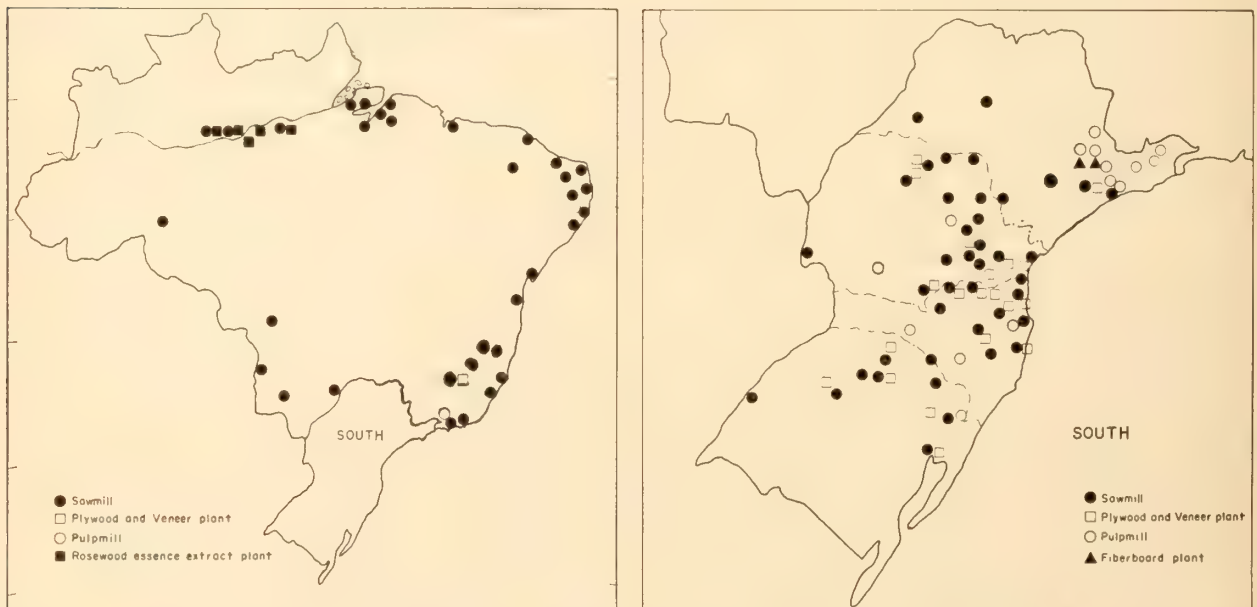 SOUTH
Sawmill
Plywood and Veneer plant
Pulpmill
Rosewood essence extract plant
SOUTH
Sawmill
Plywood and Veneer plant
Pulpmill
Fiberboard plant